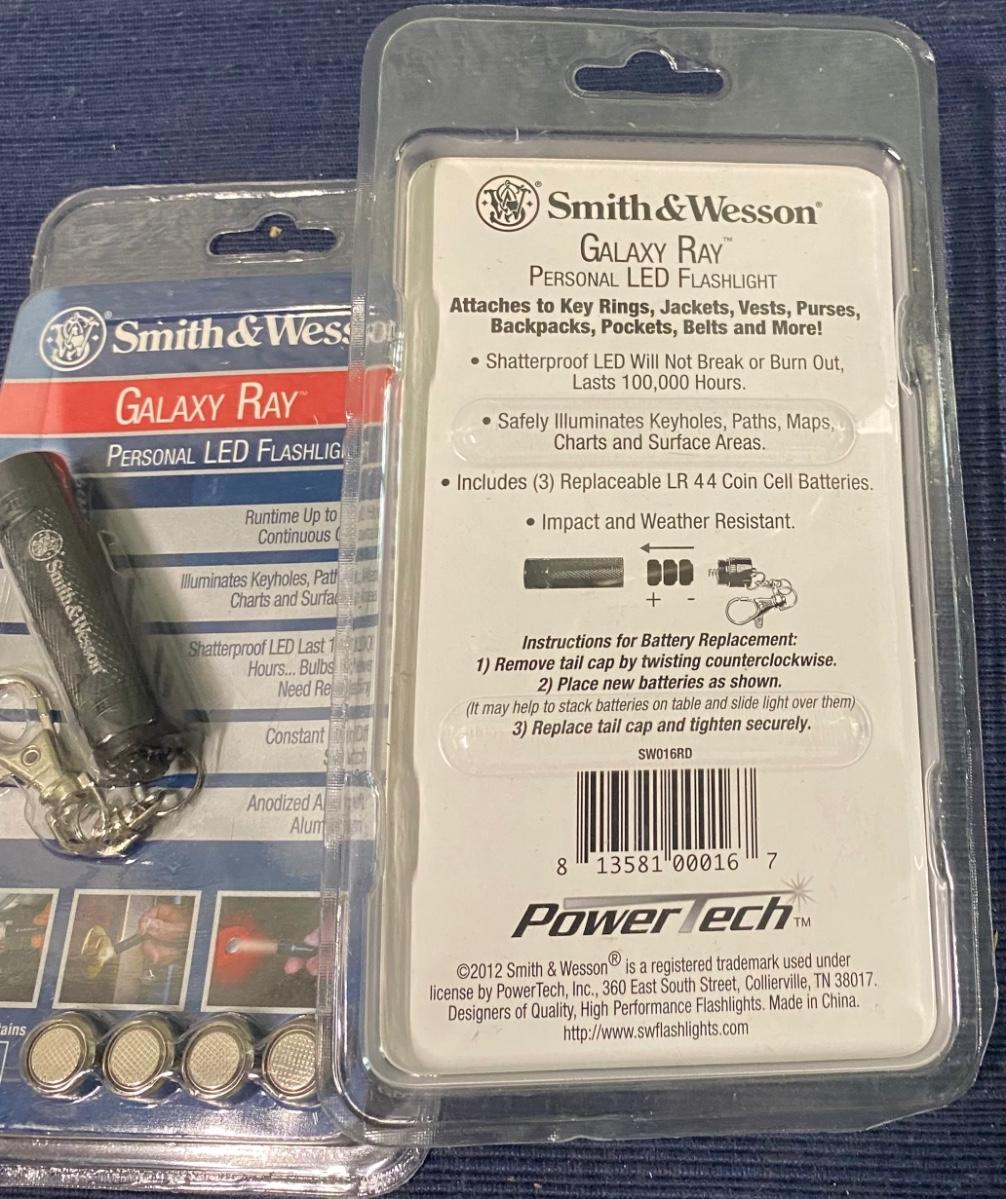 Smith & Wess
GALAXY RAY™
PERSONAL LED FLASHLIG
Runtime Up to
Continuous
Illuminates Keyholes, Path
Charts and Surfac
Shatterproof LED Last
Hours... Bulbs
Need Re
Constant
Anodized A
Alum
Smith & Wesson
ains
Smith & Wesson®
GALAXY RAY™
PERSONAL LED FLASHLIGHT
Attaches to Key Rings, Jackets, Vests, Purses,
Backpacks, Pockets, Belts and More!
• Shatterproof LED Will Not Break or Burn Out,
Lasts 100,000 Hours.
• Safely Illuminates Keyholes, Paths, Maps,
Charts and Surface Areas.
• Includes (3) Replaceable LR 44 Coin Cell Batteries.
• Impact and Weather Resistant.
+ -
Instructions for Battery Replacement:
1) Remove tail cap by twisting counterclockwise.
2) Place new batteries as shown.
(It may help to stack batteries on table and slide light over them)
3) Replace tail cap and tighten securely.
SW016RD
8 13581 00016 7
PowerTech™
©2012 Smith & Wesson® is a registered trademark used under
license by PowerTech, Inc., 360 East South Street, Collierville, TN 38017.
Designers of Quality, High Performance Flashlights. Made in China.
http://www.swflashlights.com